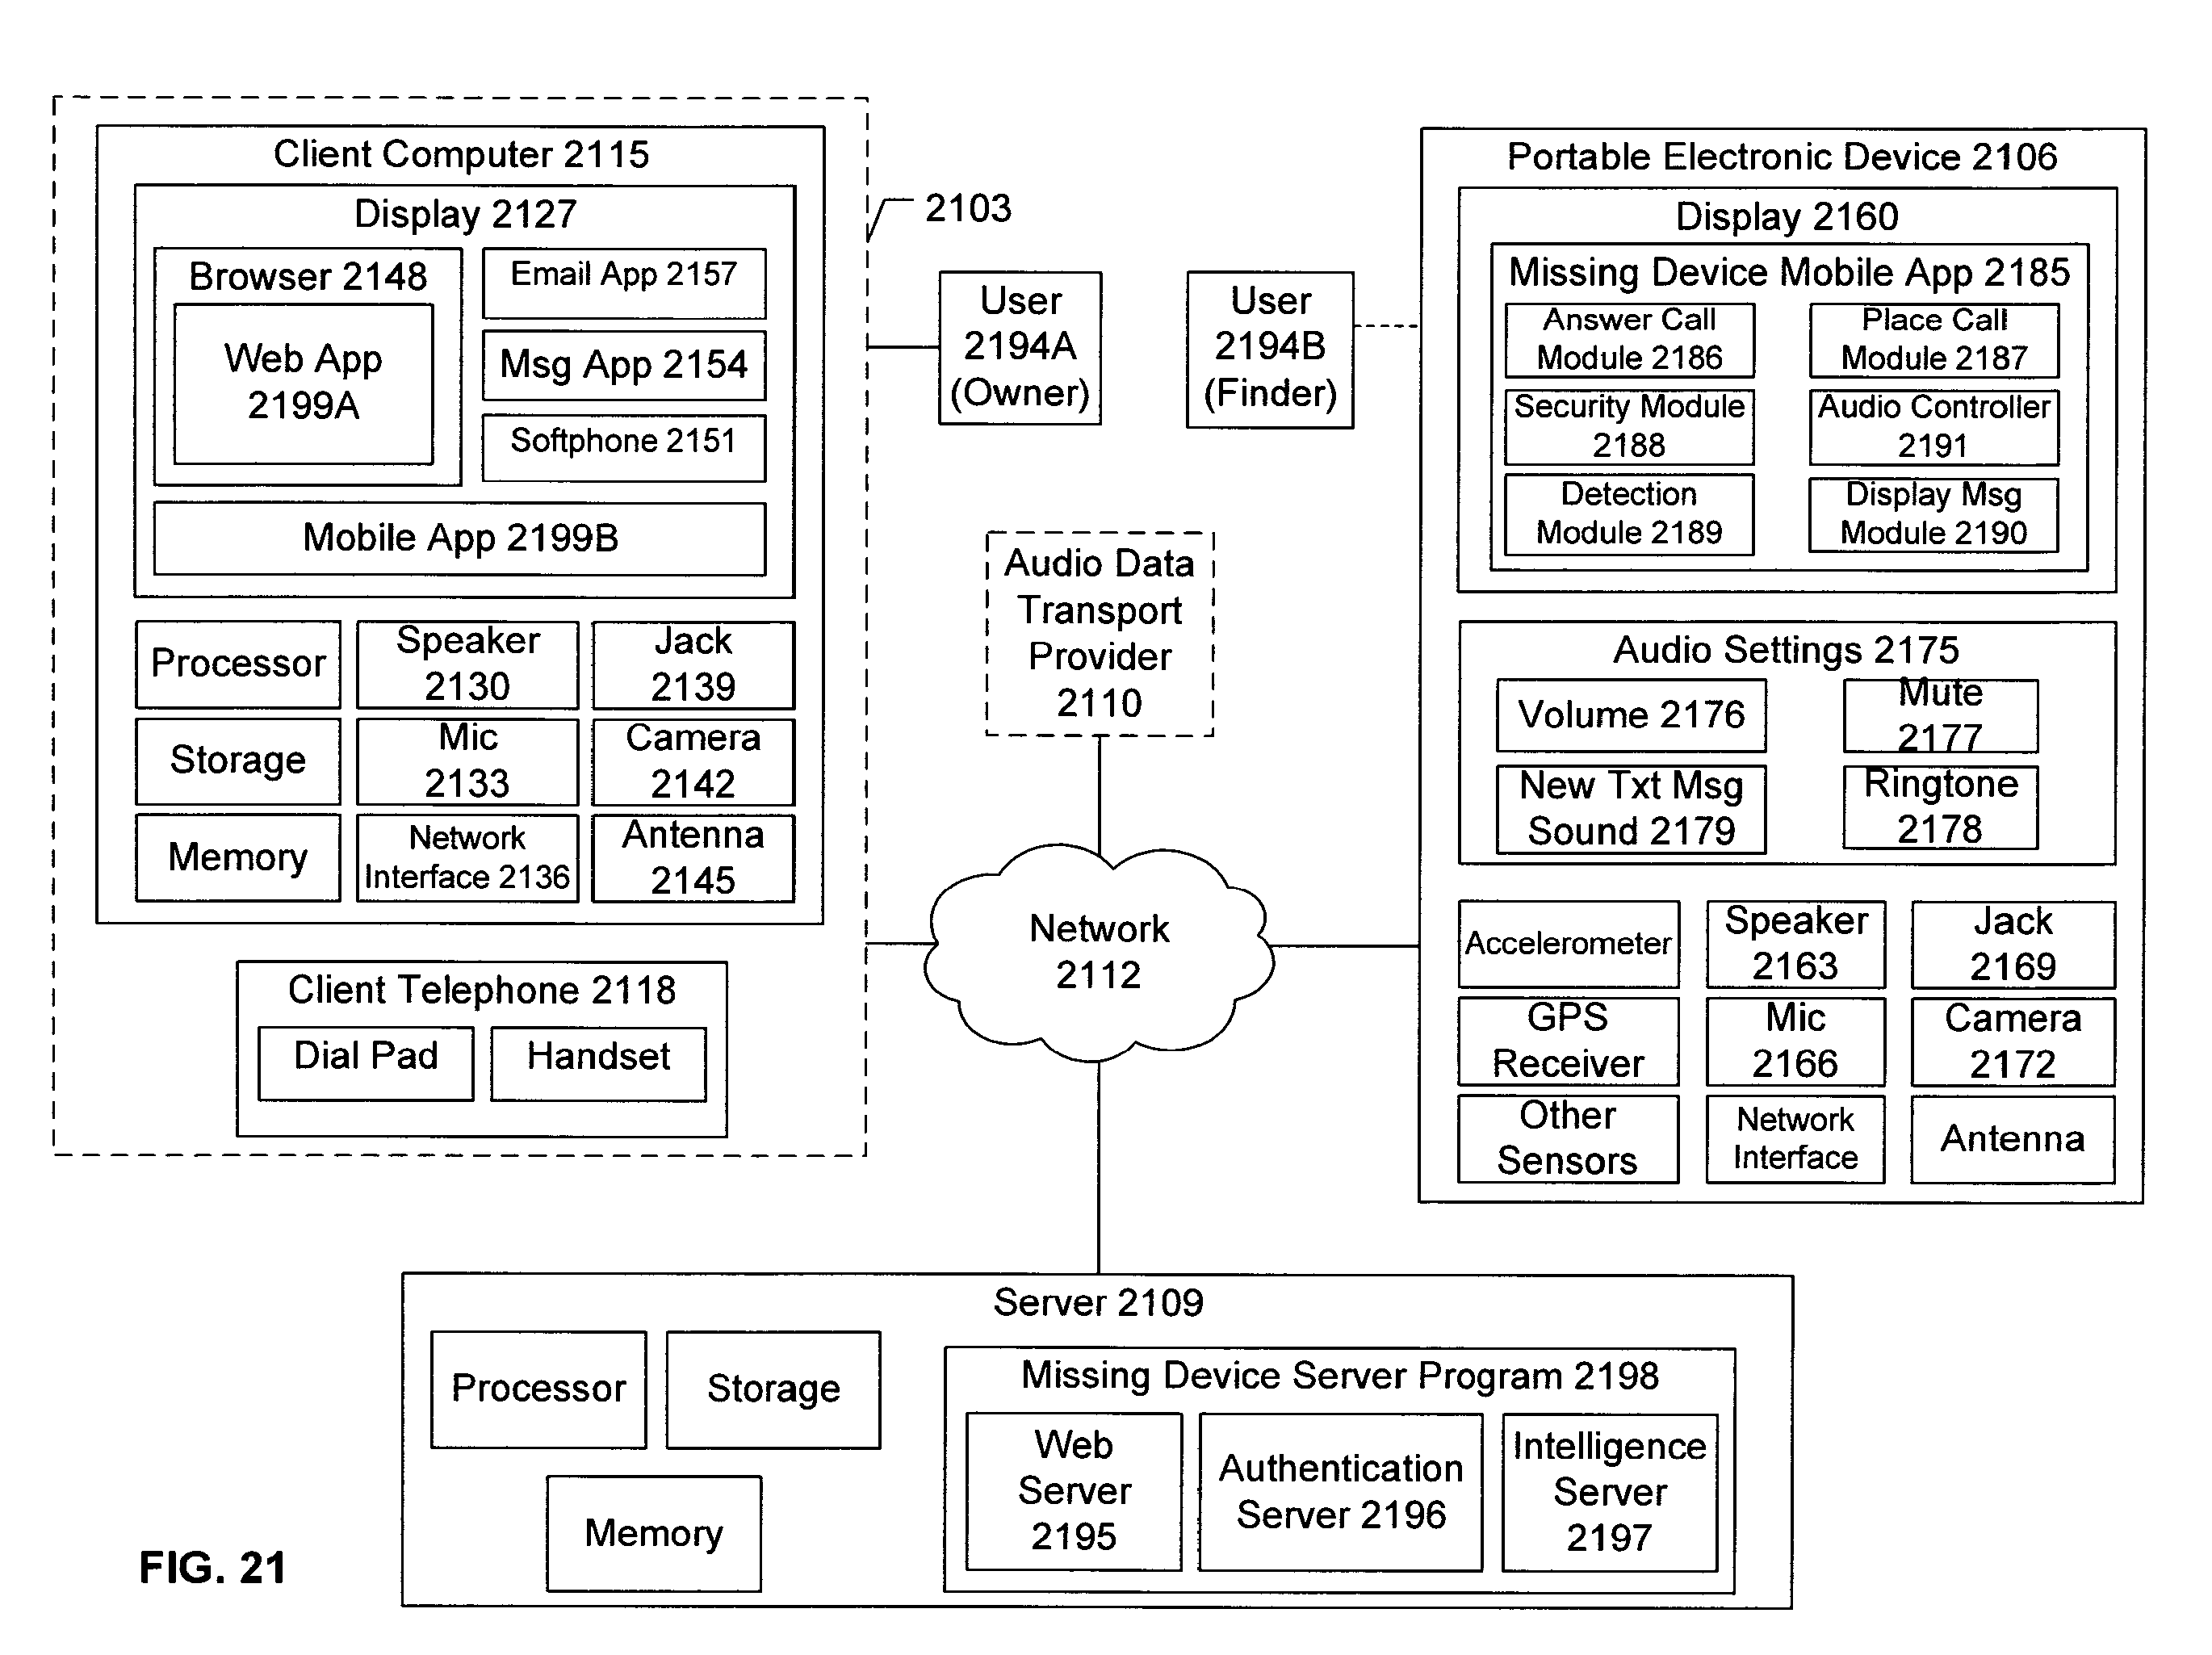 Client Computer 2115
Display 2127
Browser 2148
Web App
2199A
Email App 2157
Msg App 2154
Softphone 2151
Mobile App 2199B
Processor
Speaker
2130
Jack
2139
Storage
Mic
2133
Camera
2142
Memory
Network
Interface 2136
Antenna
2145
Client Telephone 2118
Dial Pad
Handset
2103
User
2194A
(Owner)
User
2194B
(Finder)
Audio Data
Transport
Provider
2110
Network
2112
Portable Electronic Device 2106
Display 2160
Missing Device Mobile App 2185
Answer Call
Module 2186
Place Call
Module 2187
Security Module
2188
Audio Controller
2191
Detection
Module 2189
Display Msg
Module 2190
Audio Settings 2175
Volume 2176
Mute
2177
New Txt Msg
Sound 2179
Ringtone
2178
Accelerometer
Speaker
2163
Jack
2169
GPS
Receiver
Mic
2166
Camera
2172
Other
Sensors
Network
Interface
Antenna
Server 2109
Processor
Storage
Memory
Missing Device Server Program 2198
Web
Server
2195
Authentication
Server 2196
Intelligence
Server
2197
FIG. 21